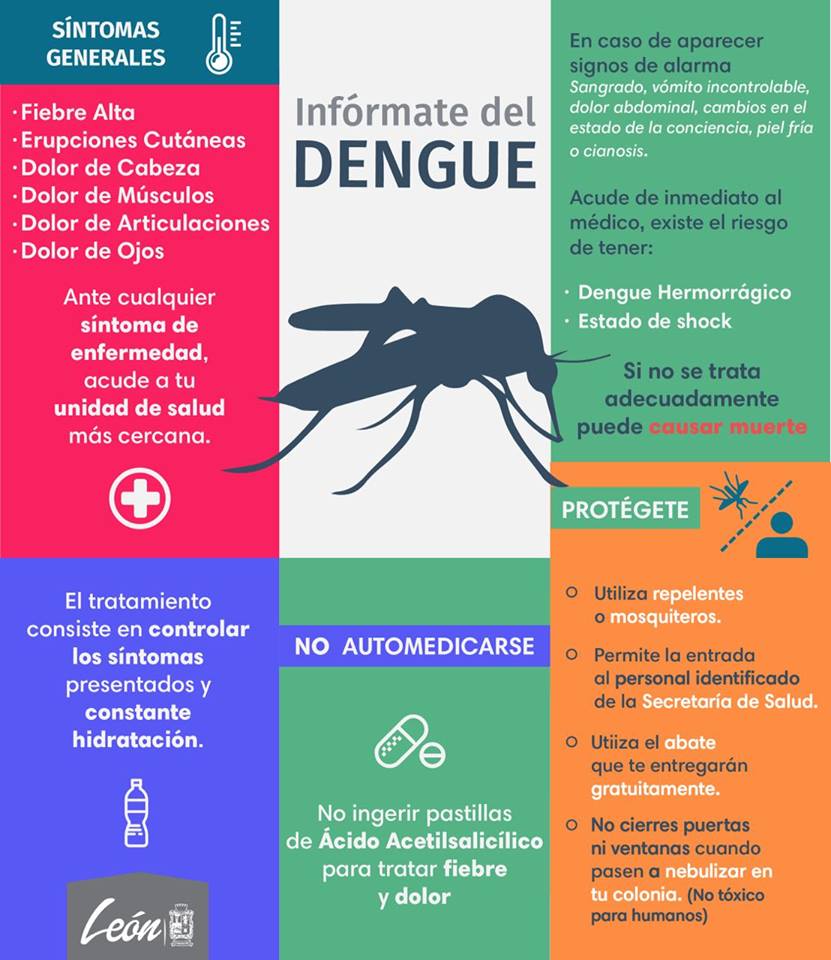 SÍNTOMAS
GENERALES
· Fiebre Alta
· Erupciones Cutáneas
· Dolor de Cabeza
· Dolor de Músculos
· Dolor de Articulaciones
· Dolor de Ojos
Ante cualquier
síntoma de
enfermedad,
acude a tu
unidad de salud
más cercana.
Infórmate del
DENGUE
En caso de aparecer
signos de alarma
Sangrado, vómito incontrolable,
dolor abdominal, cambios en el
estado de la conciencia, piel fría
o cianosis.
Acude de inmediato al
médico, existe el riesgo
de tener:
· Dengue Hermorrágico
· Estado de shock
Si no se trata
adecuadamente
puede causar muerte
El tratamiento
consiste en controlar
los síntomas
presentados y
constante
hidratación.
León
NO AUTOMEDICARSE
No ingerir pastillas
de Ácido Acetilsalicílico
para tratar fiebre
y dolor
PROTÉGETE
○ Utiliza repelentes
o mosquiteros.
○ Permite la entrada
al personal identificado
de la Secretaría de Salud.
○ Utiiza el abate
que te entregarán
gratuitamente.
○ No cierres puertas
ni ventanas cuando
pasen a nebulizar en
tu colonia. (No tóxico
para humanos)